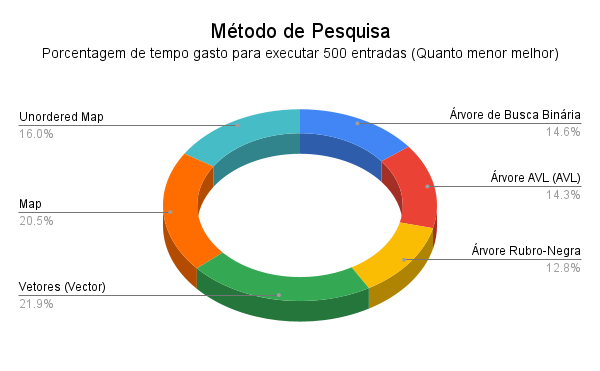 Método de Pesquisa
Porcentagem de tempo gasto para executar 500 entradas (Quanto menor melhor)
Unordered Map
16.0%
Árvore de Busca Binária
14.6%
Árvore AVL (AVL)
14.3%
Map
20.5%
Árvore Rubro-Negra
12.8%
Vetores (Vector)
21.9%